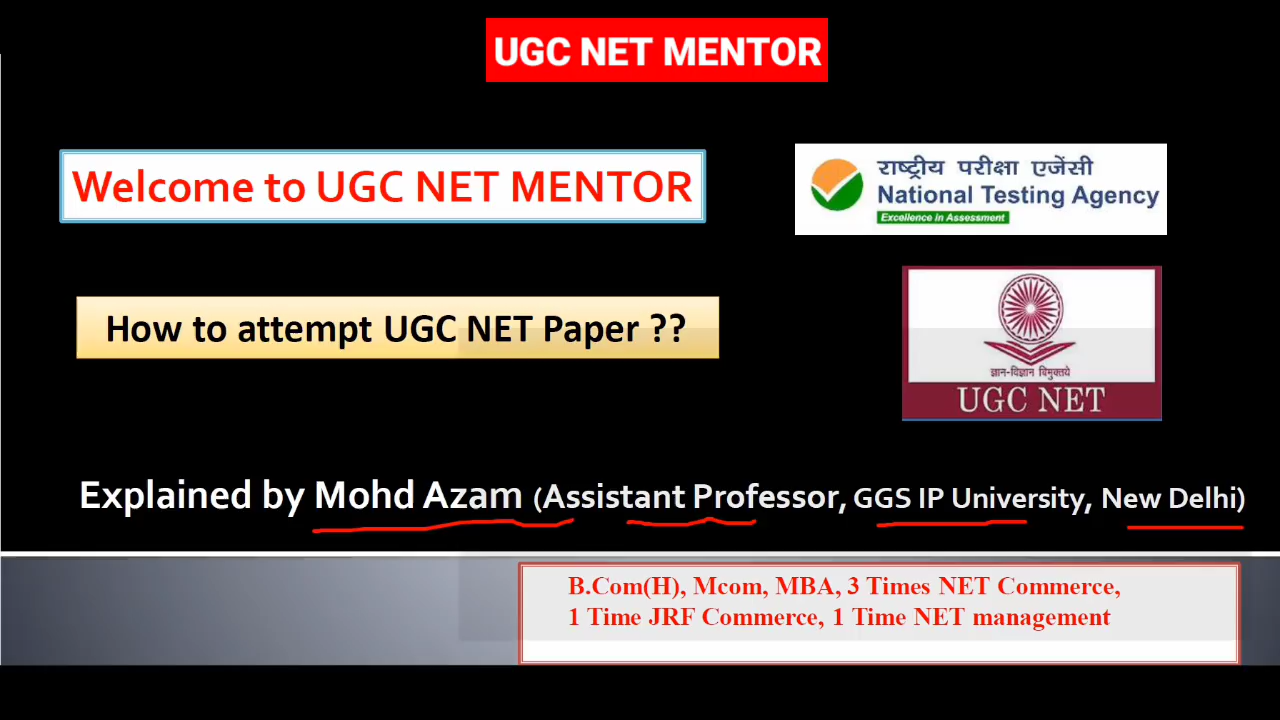 UGC NET MENTOR
Welcome to UGC NET MENTOR
राष्ट्रीय परीक्षा एजेंसी
National Testing Agency
Excellence in Assessment
How to attempt UGC NET Paper ??
ज्ञान-विज्ञान विमुक्तये
UGC NET
Explained by Mohd Azam (Assistant Professor, GGS IP University, New Delhi)
B.Com(H), Mcom, MBA, 3 Times NET Commerce,
1 Time JRF Commerce, 1 Time NET management